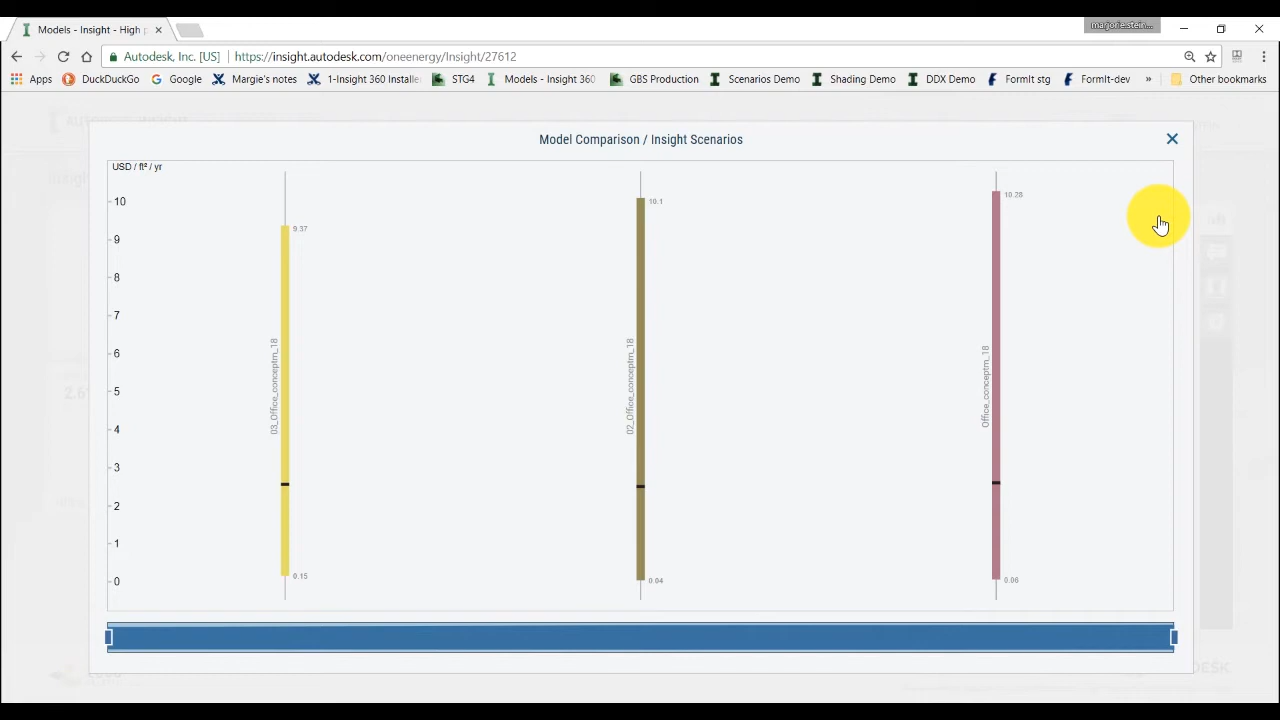 Models - Insight - High
marjorie.stein...
Autodesk, Inc. [US]
https://insight.autodesk.com/oneenergy/Insight/27612
Apps
DuckDuckGo
Google
Margie's notes
1-Insight 360 Installe
STG4
Models - Insight 360
GBS Production
Scenarios Demo
Shading Demo
DDX Demo
FormIt stg
FormIt-dev
»
Other bookmarks
Model Comparison / Insight Scenarios
USD / ft² / yr
10
9
8
7
6
5
4
3
2
1
0
9.37
03_Office_conceptm_18
0.15
10.1
02_Office_conceptm_18
0.04
10.28
Office_conceptm_18
0.06